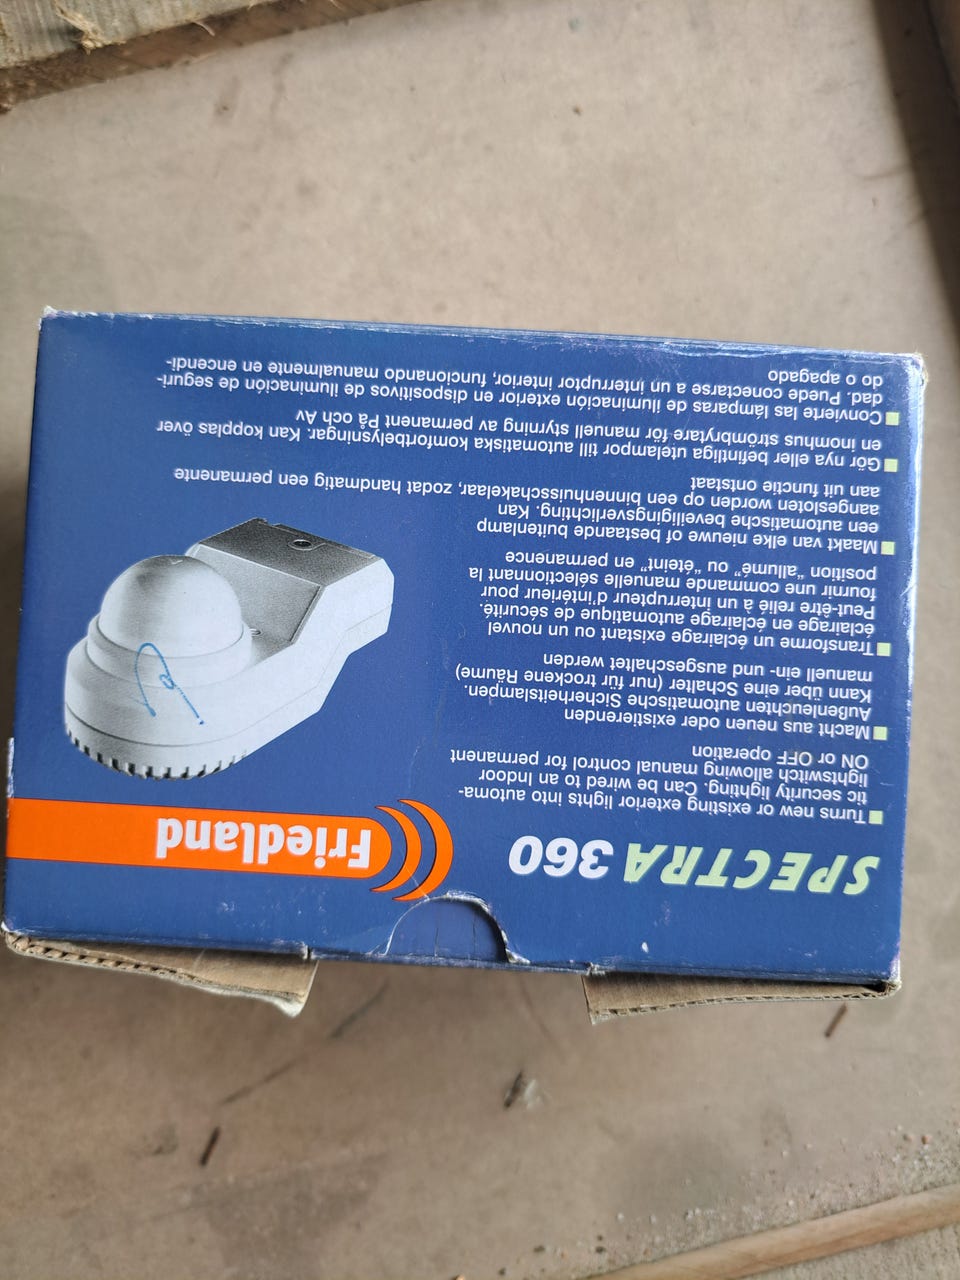 SPECTRA 360
Friedland
Turns new or existing exterior lights into automa-
tic security lighting. Can be wired to an Indoor
lightswitch allowing manual control for permanent
ON or OFF operation
Macht aus neuen oder existierenden
Außenleuchten automatischen Sicherheitslampen.
Kann über eine Schalter (nur für trockene Räume)
manuell ein- und ausgeschaltet werden
Transforme un éclairage existant ou un nouvel
éclairage en éclairage automatique de sécurité.
Peut-être relié à un interrupteur d'intérieur pour
fournir une commande manuelle sélectionnant la
position "allumé" ou "éteint" en permanence
Maakt van elke nieuwe of bestaande buitenlamp
een automatische beveiligingsverlichting. Kan
aangesloten worden op een binnenhuisschakelaar, zodat handmatig een permanente
aan uit functie ontstaat
Gör nya eller befintliga utelampor till automatiska komfortbelysningar. Kan kopplas över
en inomhus strömbrytare för manuell styrning av permanent På och Av
Convierte las lámparas de iluminación exterior en dispositivos de iluminación de seguri-
dad. Puede conectarse a un interruptor interior, funcionando manualmente en encendi-
do o apagado